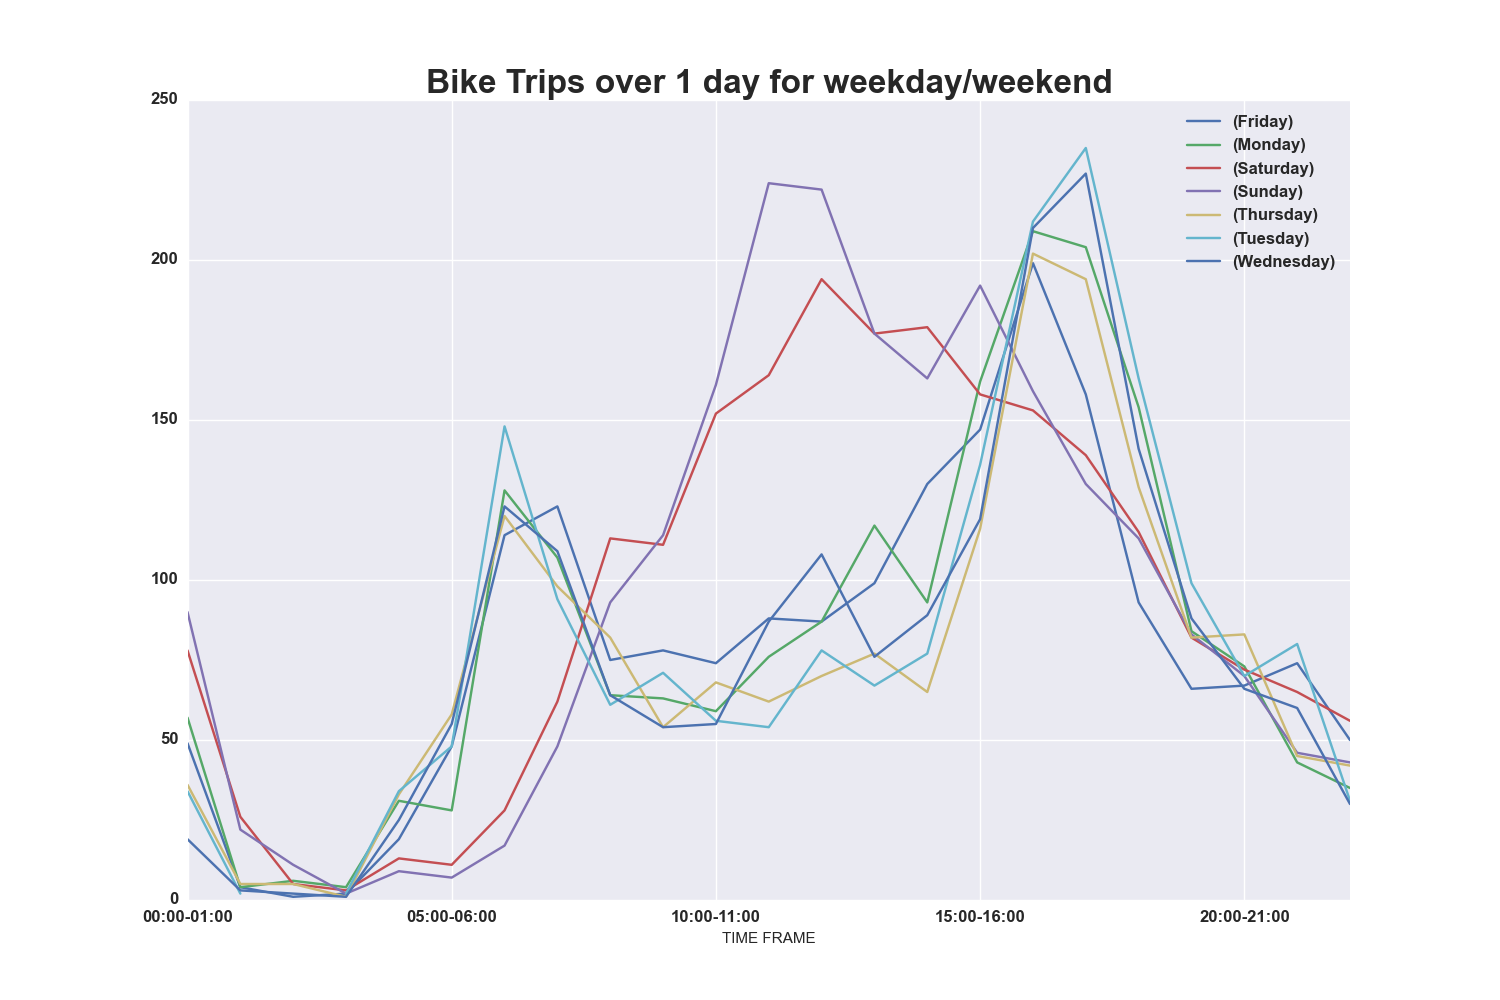 Bike Trips over 1 day for weekday/weekend
250
200
150
100
50
0
(Friday)
(Monday)
(Saturday)
(Sunday)
(Thursday)
(Tuesday)
(Wednesday)
00:00-01:00 05:00-06:00 10:00-11:00 15:00-16:00 20:00-21:00
TIME FRAME